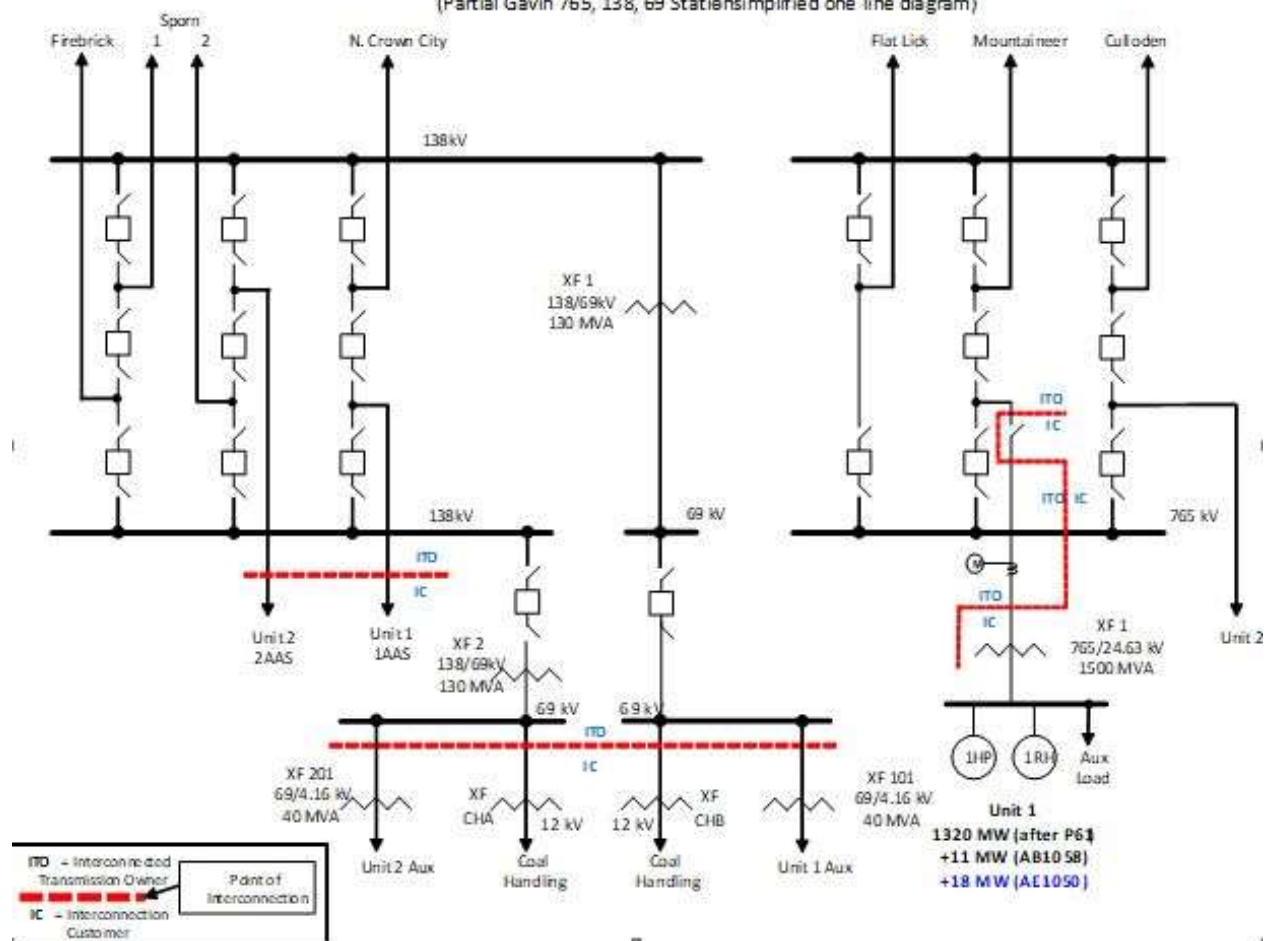 (Partial Gavin 765, 138, 69 Stationsimplified one line diagram)
Sporn
Firebrick 1 2 N. Crown City Flat Lick Mountaineer Culloden
138kV
XF 1
138/69kV
130 MVA
ITO
IC
ITO IC
138kV
69 kV
765 kV
ITO
IC
M
ITO
IC
Unit 2
2AAS
Unit 1
1AAS
XF 2
138/69kV
130 MVA
XF 1
765/24.63 kV
1500 MVA
Unit 2
69 kV
69 kV
ITO
IC
1HP
1RH
Aux
Load
XF 201
69/4.16 kV
40 MVA
XF
CHA
12 kV
12 kV
XF
CHB
XF 101
69/4.16 kV
40 MVA
Unit 2 Aux
Coal
Handling
Coal
Handling
Unit 1 Aux
Unit 1
1320 MW (after P61)
+11 MW (AB1058)
+18 MW (AE1050)
ITO = Interconnected
Transmission Owner
Point of
Interconnection
IC = Interconnection
Customer